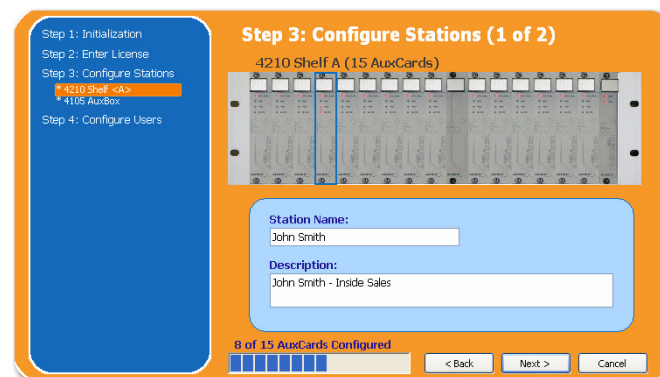 Step 1: Initialization
Step 2: Enter License
Step 3: Configure Stations
* 4210 Shelf <A>
* 4105 AuxBox
Step 4: Configure Users
Step 3: Configure Stations (1 of 2)
4210 Shelf A (15 AuxCards)
Station Name:
John Smith
Description:
John Smith - Inside Sales
8 of 15 AuxCards Configured
< Back
Next >
Cancel